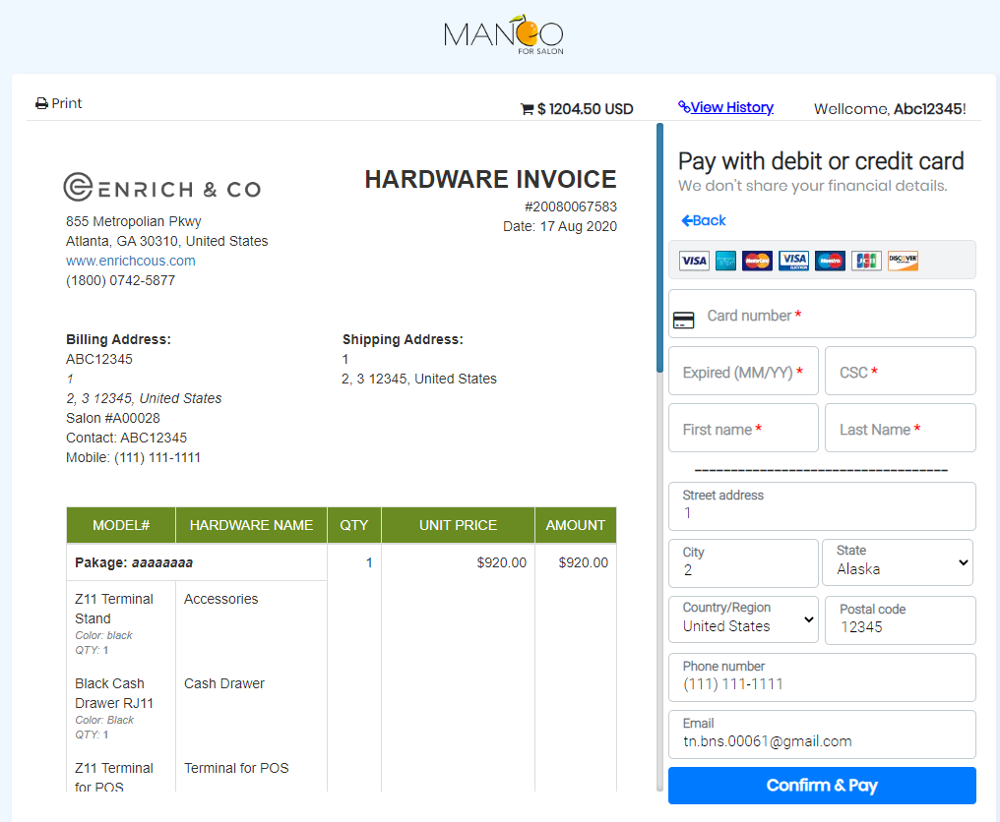 MANGO
FOR SALON
Print
$ 1204.50 USD
View History
Wellcome, Abc12345!
ENRICH & CO
855 Metropolian Pkwy
Atlanta, GA 30310, United States
www.enrichcous.com
(1800) 0742-5877
HARDWARE INVOICE
#20080067583
Date: 17 Aug 2020
Billing Address:
ABC12345
1
2, 3 12345, United States
Salon #A00028
Contact: ABC12345
Mobile: (111) 111-1111
Shipping Address:
1
2, 3 12345, United States
MODEL# HARDWARE NAME QTY UNIT PRICE AMOUNT
Pakage: aaaaaaaa 1 $920.00 $920.00
Z11 Terminal Accessories
Stand
Color: black
QTY: 1
Black Cash Cash Drawer
Drawer RJ11
Color: Black
QTY: 1
Z11 Terminal Terminal for POS
for POS
Pay with debit or credit card
We don't share your financial details.
Back
VISA MasterCard VISA ELECTRON Maestro JCB DISCOVER
Card number *
Expired (MM/YY) * CSC *
First name * Last Name *
-----------------------------------
Street address
1
City State
2 Alaska
Country/Region Postal code
United States 12345
Phone number
(111) 111-1111
Email
tn.bns.00061@gmail.com
Confirm & Pay